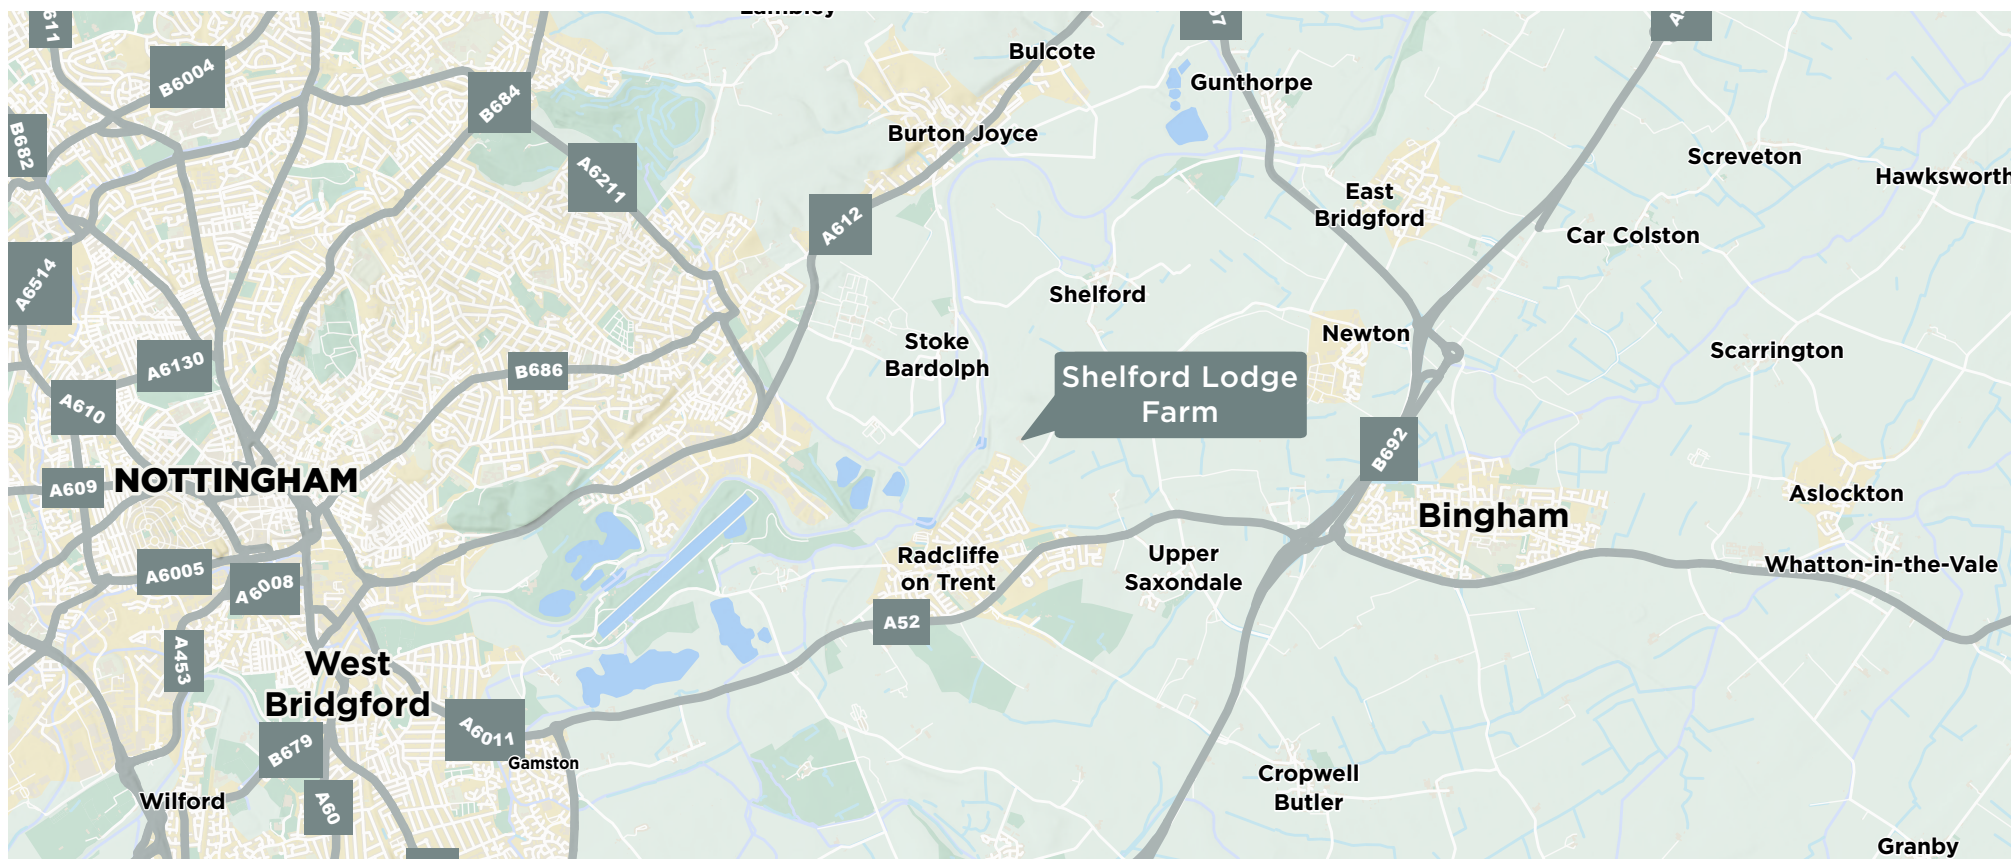 Lambley
611
B6004
Bulcote
Gunthorpe
B684
B682
Burton Joyce
A6211
Screveton
Hawksworth
East
Bridgford
A612
Car Colston
A6514
Shelford
Newton
Stoke
Bardolph
Scarrington
A6130
B686
Shelford Lodge
Farm
A610
B692
NOTTINGHAM
A609
Aslockton
Bingham
Radcliffe
on Trent
Upper
Saxondale
Whatton-in-the-Vale
A6005
A6008
A52
A453
West
Bridgford
A6011
B679
Gamston
Cropwell
Butler
Wilford
A60
Granby